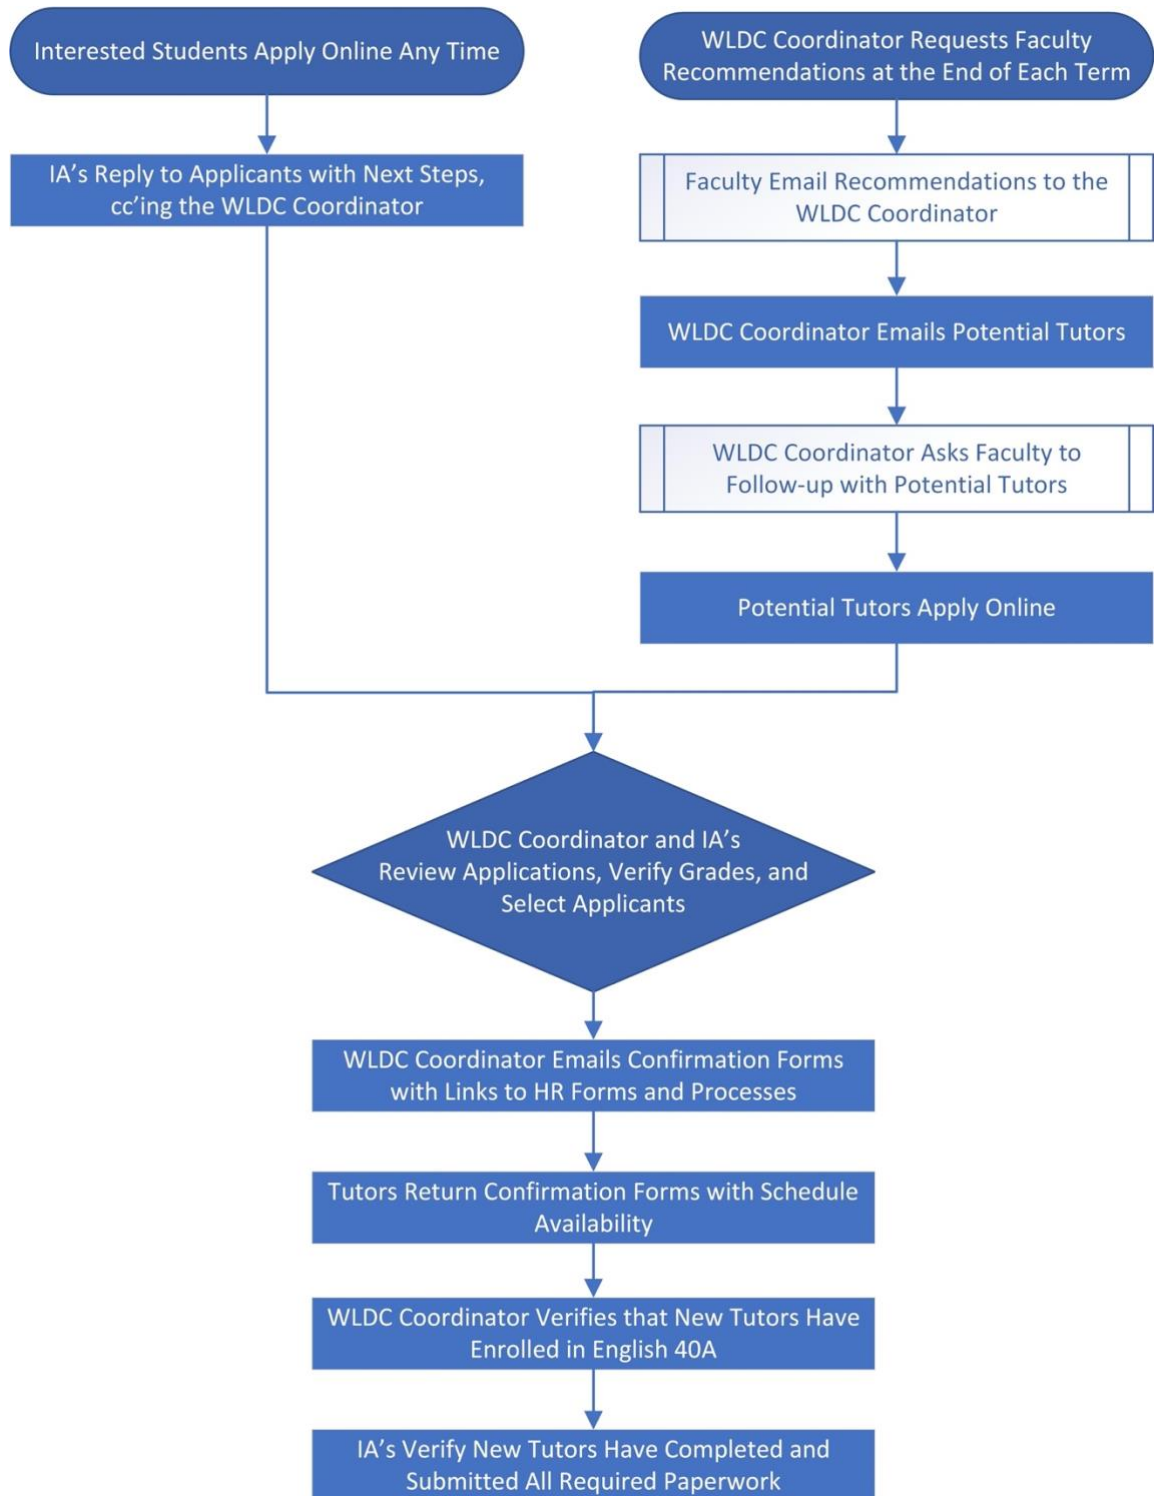 Interested Students Apply Online Any Time
IA's Reply to Applicants with Next Steps,
cc'ing the WLDC Coordinator
WLDC Coordinator Requests Faculty
Recommendations at the End of Each Term
Faculty Email Recommendations to the
WLDC Coordinator
WLDC Coordinator Emails Potential Tutors
WLDC Coordinator Asks Faculty to
Follow-up with Potential Tutors
Potential Tutors Apply Online
WLDC Coordinator and IA's
Review Applications, Verify Grades, and
Select Applicants
WLDC Coordinator Emails Confirmation Forms
with Links to HR Forms and Processes
Tutors Return Confirmation Forms with Schedule
Availability
WLDC Coordinator Verifies that New Tutors Have
Enrolled in English 40A
IA's Verify New Tutors Have Completed and
Submitted All Required Paperwork